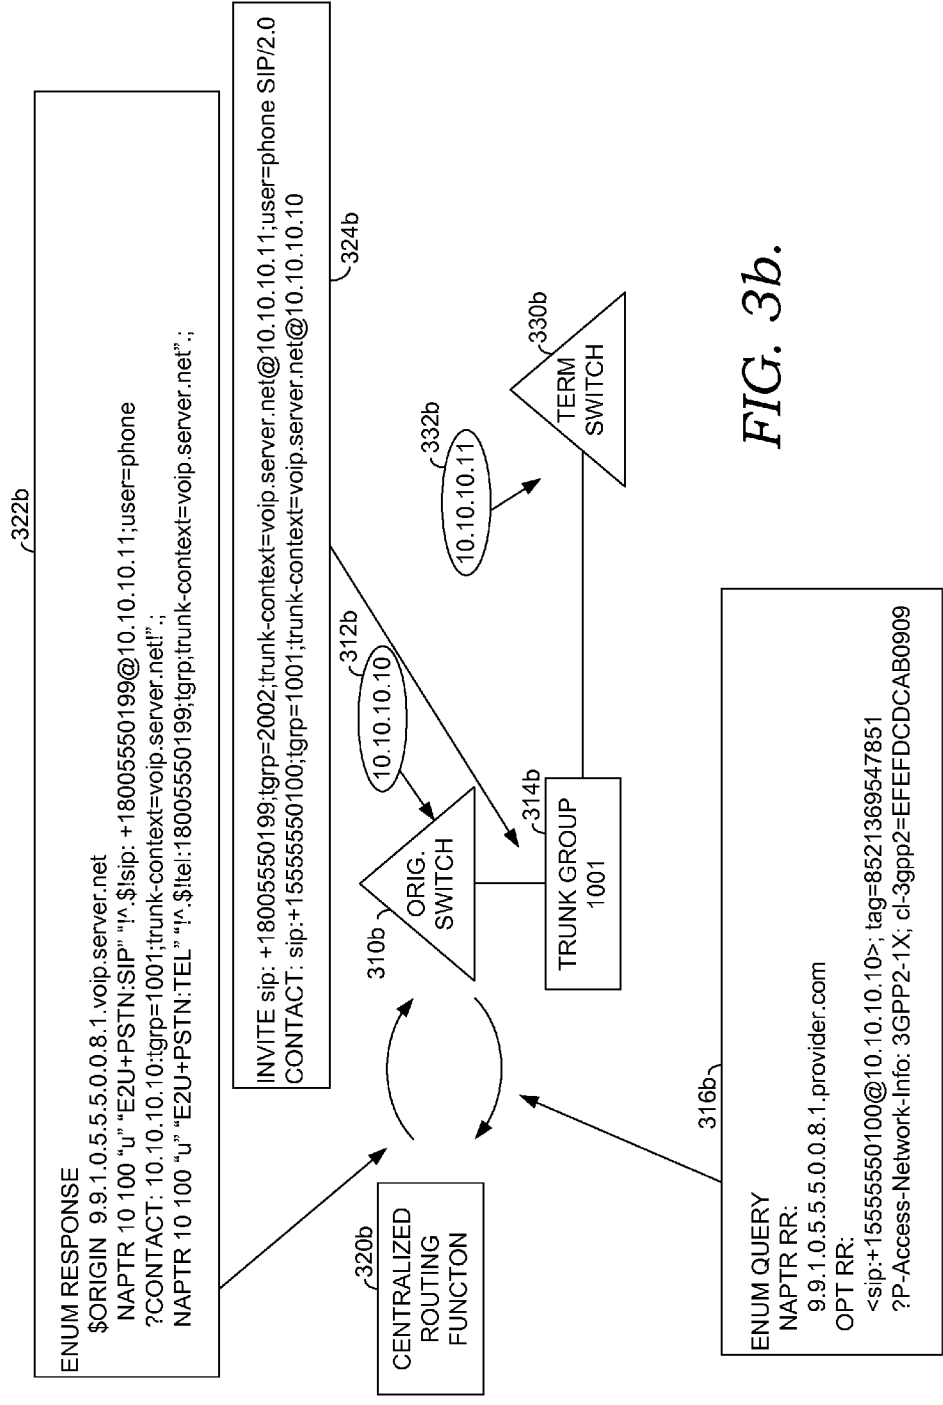 322b
ENUM RESPONSE
$ORIGIN 9.9.1.0.5.5.5.0.0.8.1.voip.server.net
NAPTR 10 100 “u” “E2U+PSTN:SIP” “!^.$!sip: +18005550199@10.10.10.11;user=phone
?CONTACT: 10.10.10.10:tgrp=1001;trunk-context=voip.server.net!”.;
NAPTR 10 100 “u” “E2U+PSTN:TEL” “!^.$!tel:18005550199;tgrp;trunk-context=voip.server.net”.;
INVITE sip: +18005550199;tgrp=2002;trunk-context=voip.server.net@10.10.10.11;user=phone SIP/2.0
CONTACT: sip:+15555550100;tgrp=1001;trunk-context=voip.server.net@10.10.10.10
324b
312b
10.10.10.10
332b
10.10.10.11
310b
ORIG.
SWITCH
330b
TERM
SWITCH
320b
CENTRALIZED
ROUTING
FUNCTON
314b
TRUNK GROUP
1001
316b
ENUM QUERY
NAPTR RR:
9.9.1.0.5.5.5.0.0.8.1.provider.com
OPT RR:
<sip:+15555550100@10.10.10.10>; tag=8521369547851
?P-Access-Network-Info: 3GPP2-1X; cl-3gpp2=EFEFDCDCAB0909
FIG. 3b.